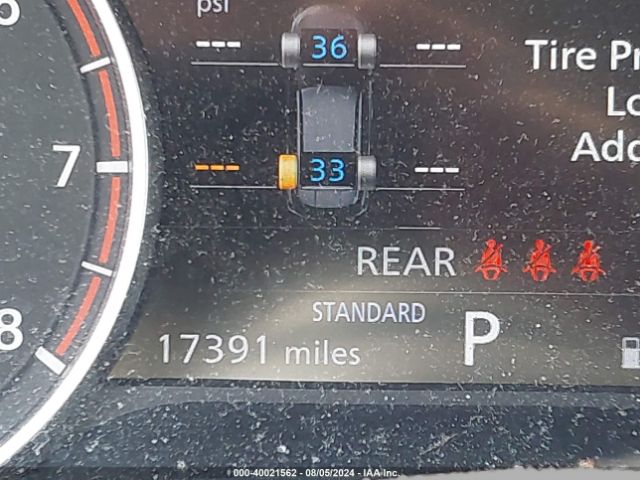 psi
--- 36 ---
Tire Pr
Lo
Add
7
--- 33 ---
REAR
STANDARD
8
17391 miles
P
000-40021562 - 08/05/2024 - IAA Inc.